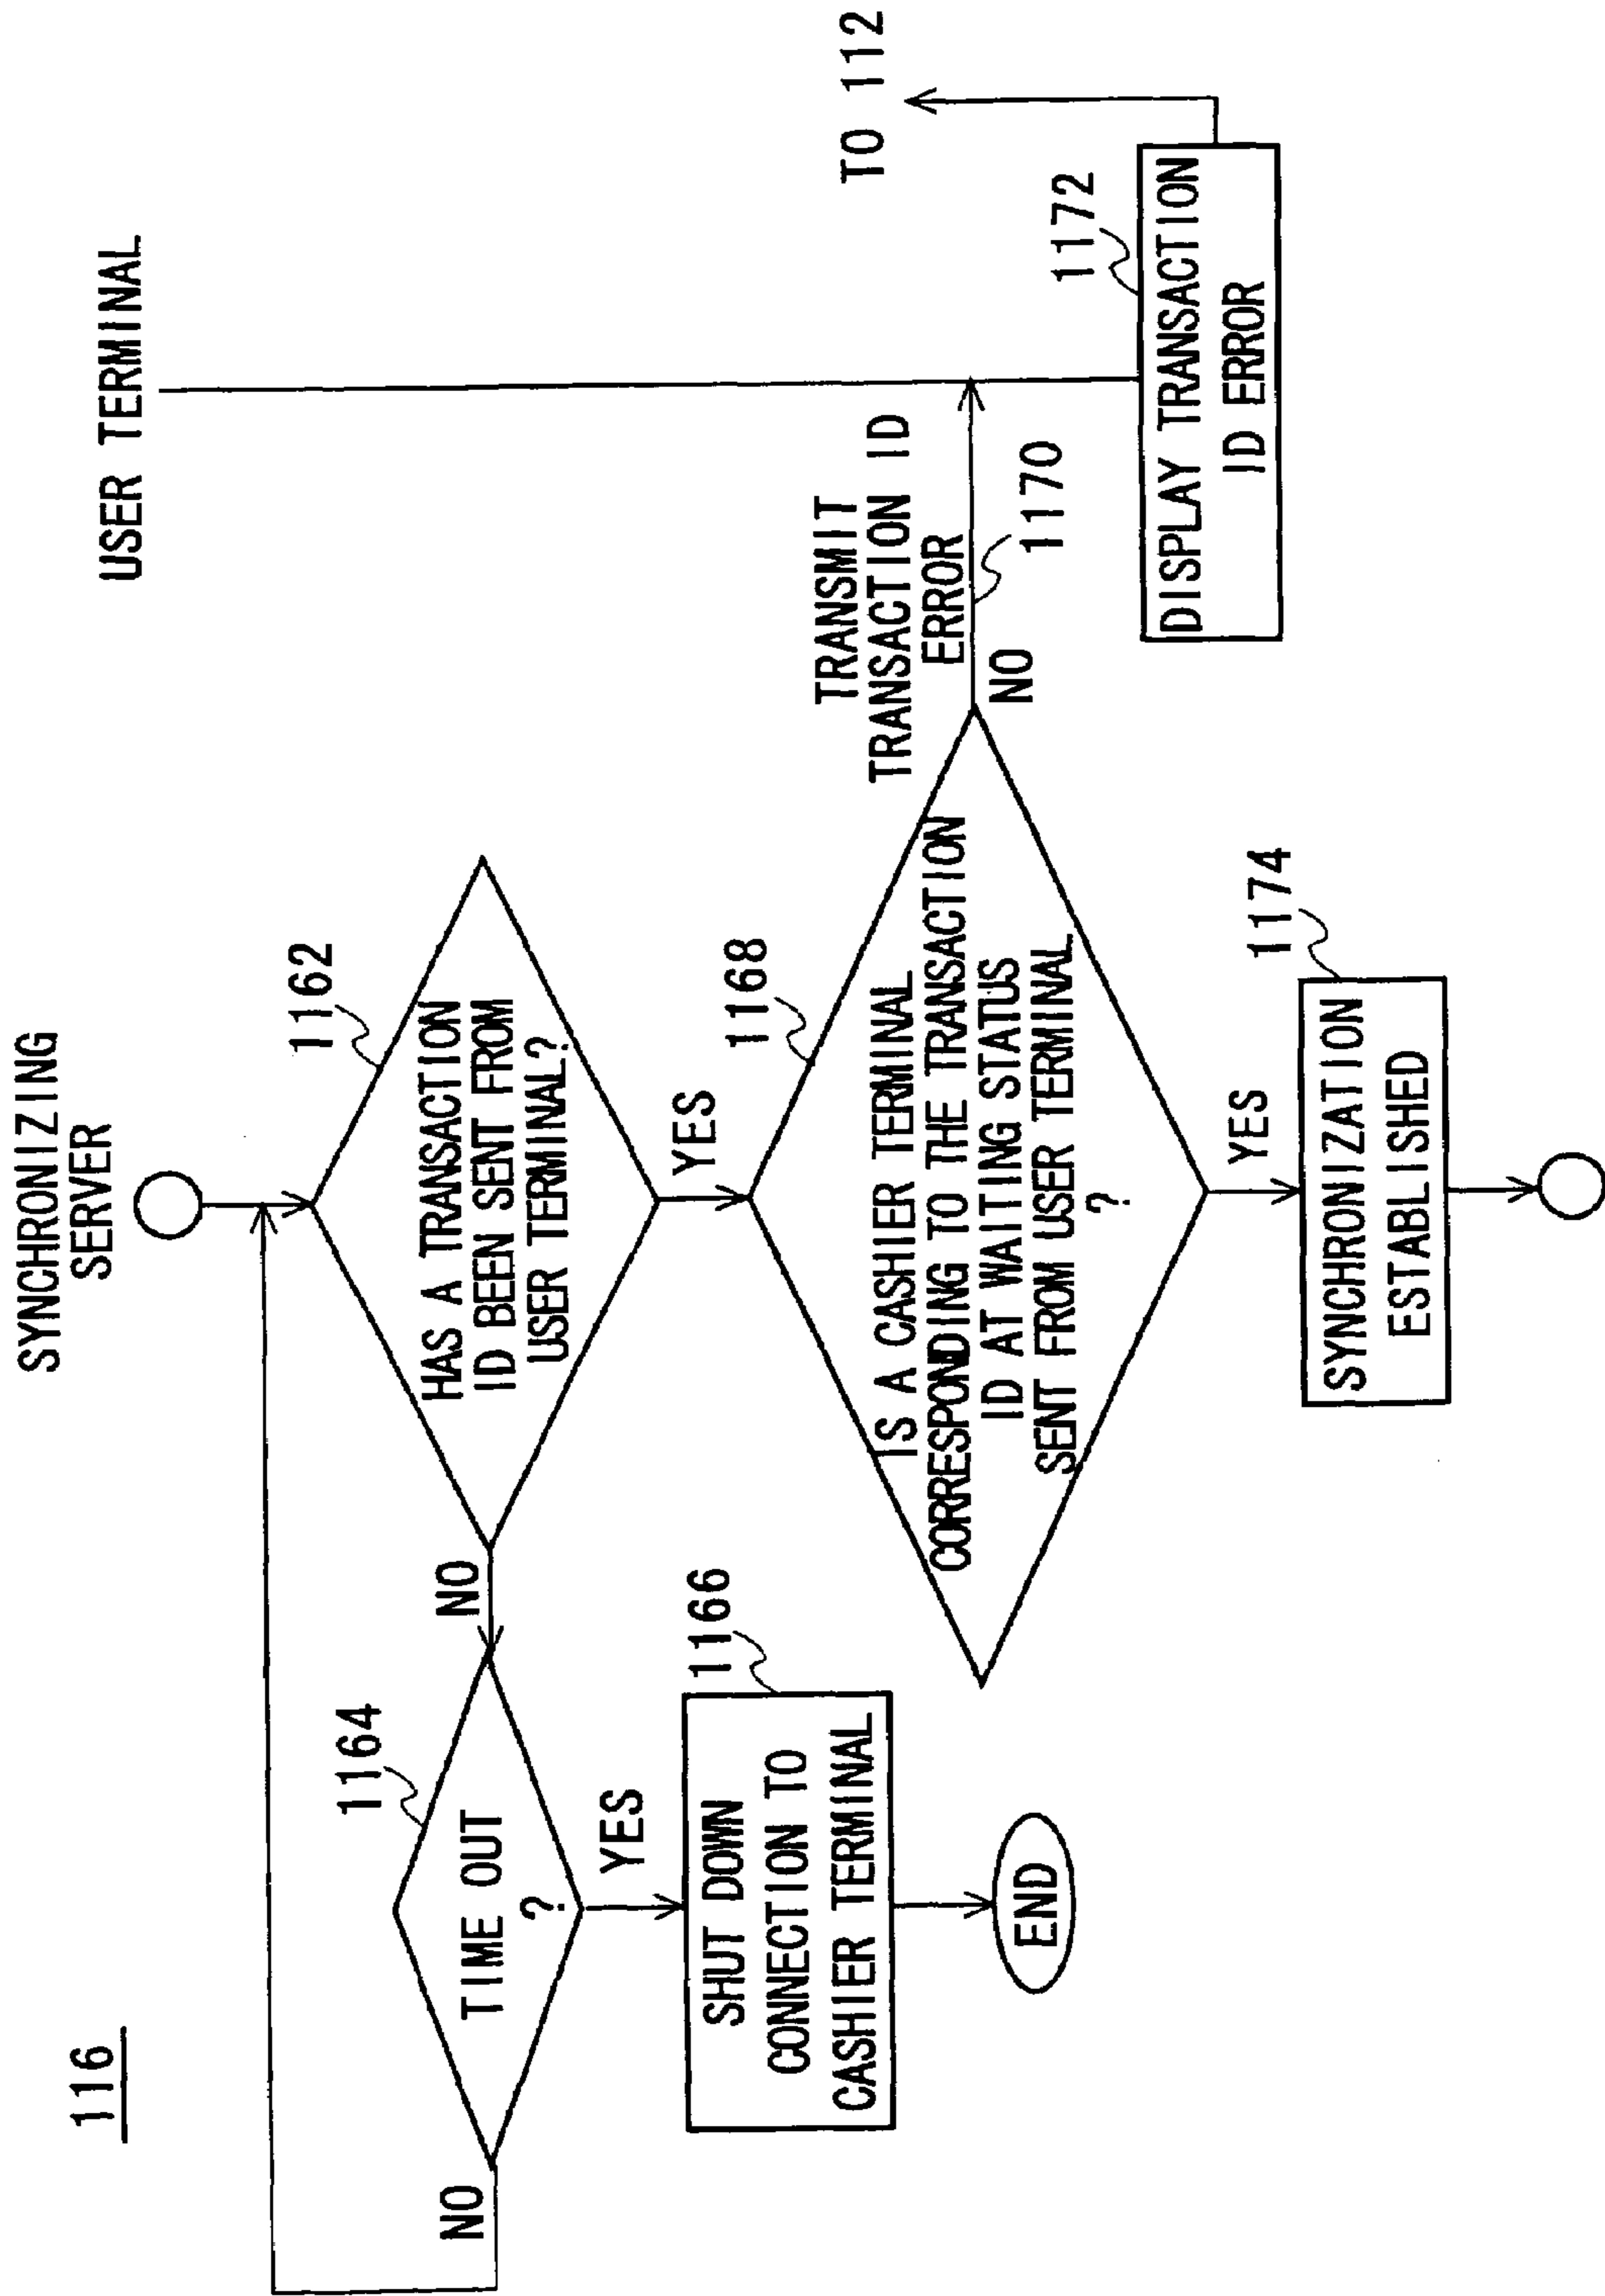 116
SYNCHRONIZING
SERVER
USER TERMINAL
1162
HAS A TRANSACTION
ID BEEN SENT FROM
USER TERMINAL?
NO
YES
1164
TIME OUT
?
NO
YES
1166
SHUT DOWN
CONNECTION TO
CASHIER TERMINAL
END
1168
IS A CASHIER TERMINAL
CORRESPONDING TO THE TRANSACTION
ID AT WAITING STATUS
SENT FROM USER TERMINAL
?
NO
YES
TRANSMIT
TRANSACTION ID
ERROR
1170
TO 112
1172
DISPLAY TRANSACTION
ID ERROR
1174
SYNCHRONIZATION
ESTABLISHED